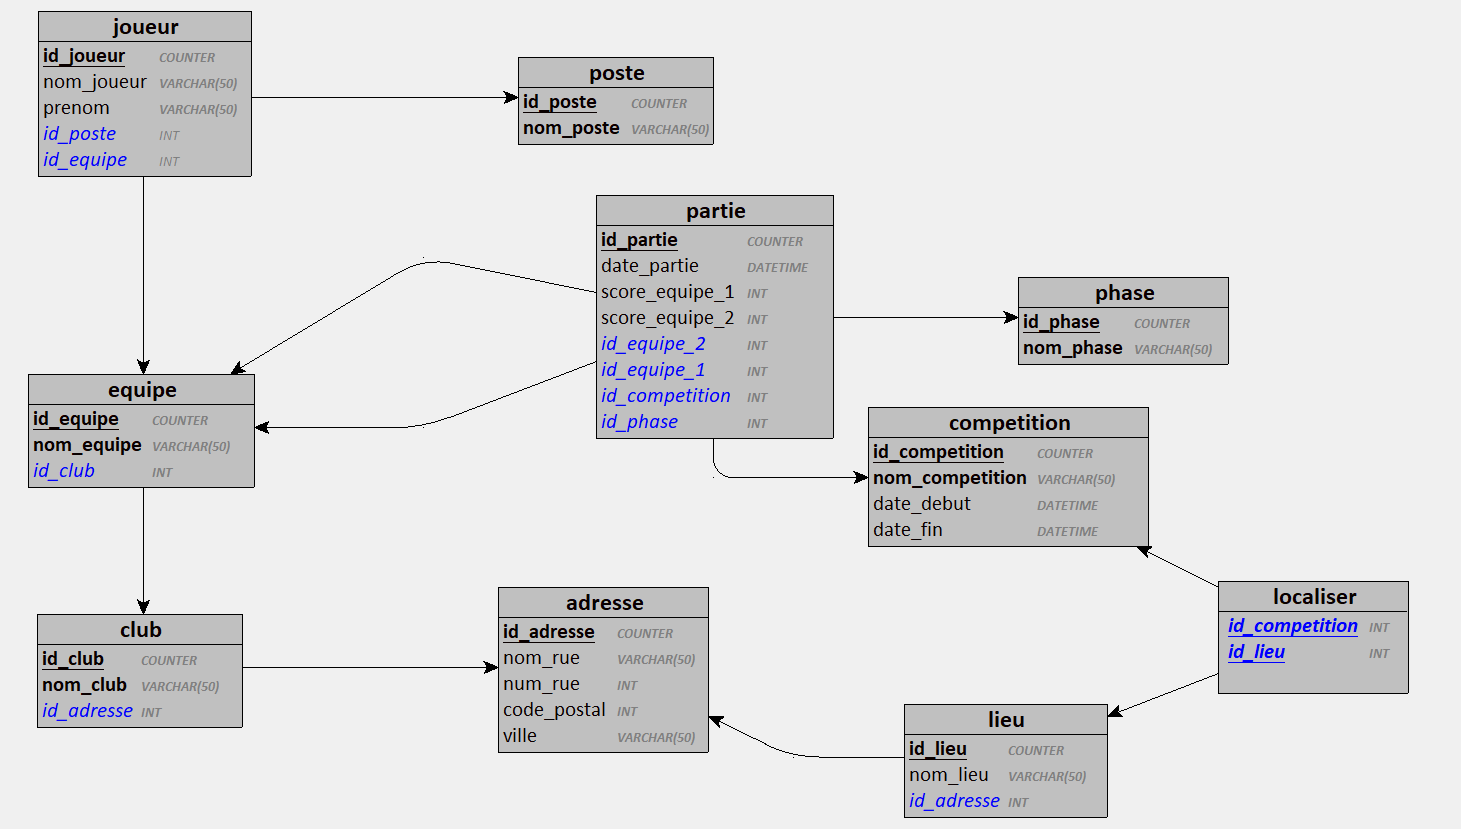 joueur
id_joueur COUNTER
nom_joueur VARCHAR(50)
prenom VARCHAR(50)
id_poste INT
id_equipe INT
poste
id_poste COUNTER
nom_poste VARCHAR(50)
partie
id_partie COUNTER
date_partie DATETIME
score_equipe_1 INT
score_equipe_2 INT
id_equipe_2 INT
id_equipe_1 INT
id_competition INT
id_phase INT
phase
id_phase COUNTER
nom_phase VARCHAR(50)
equipe
id_equipe COUNTER
nom_equipe VARCHAR(50)
id_club INT
competition
id_competition COUNTER
nom_competition VARCHAR(50)
date_debut DATETIME
date_fin DATETIME
localiser
id_competition INT
id_lieu INT
club
id_club COUNTER
nom_club VARCHAR(50)
id_adresse INT
adresse
id_adresse COUNTER
nom_rue VARCHAR(50)
num_rue INT
code_postal INT
ville VARCHAR(50)
lieu
id_lieu COUNTER
nom_lieu VARCHAR(50)
id_adresse INT